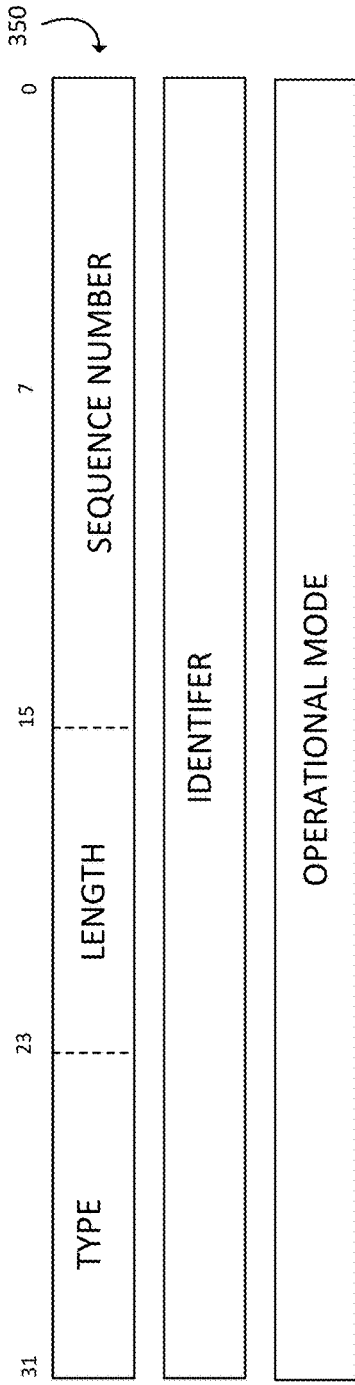 350
31 23 15 7 0
TYPE LENGTH SEQUENCE NUMBER
IDENTIFER
OPERATIONAL MODE